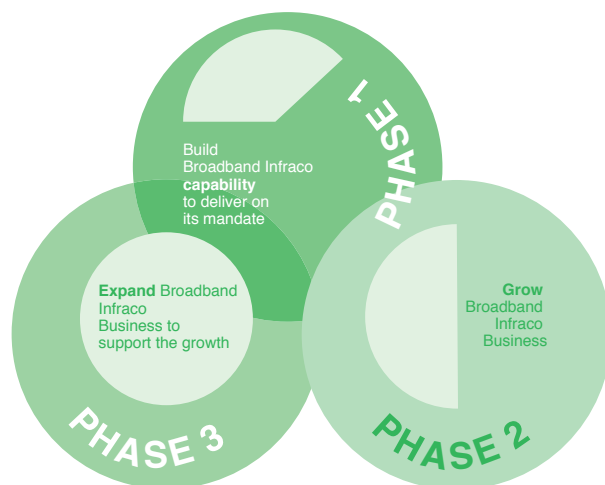 PHASE 1
Build
Broadband Infraco
capability
to deliver on
its mandate
Expand Broadband
Infraco
Business to
support the growth
PHASE 3
Grow
Broadband
Infraco
Business
PHASE 2